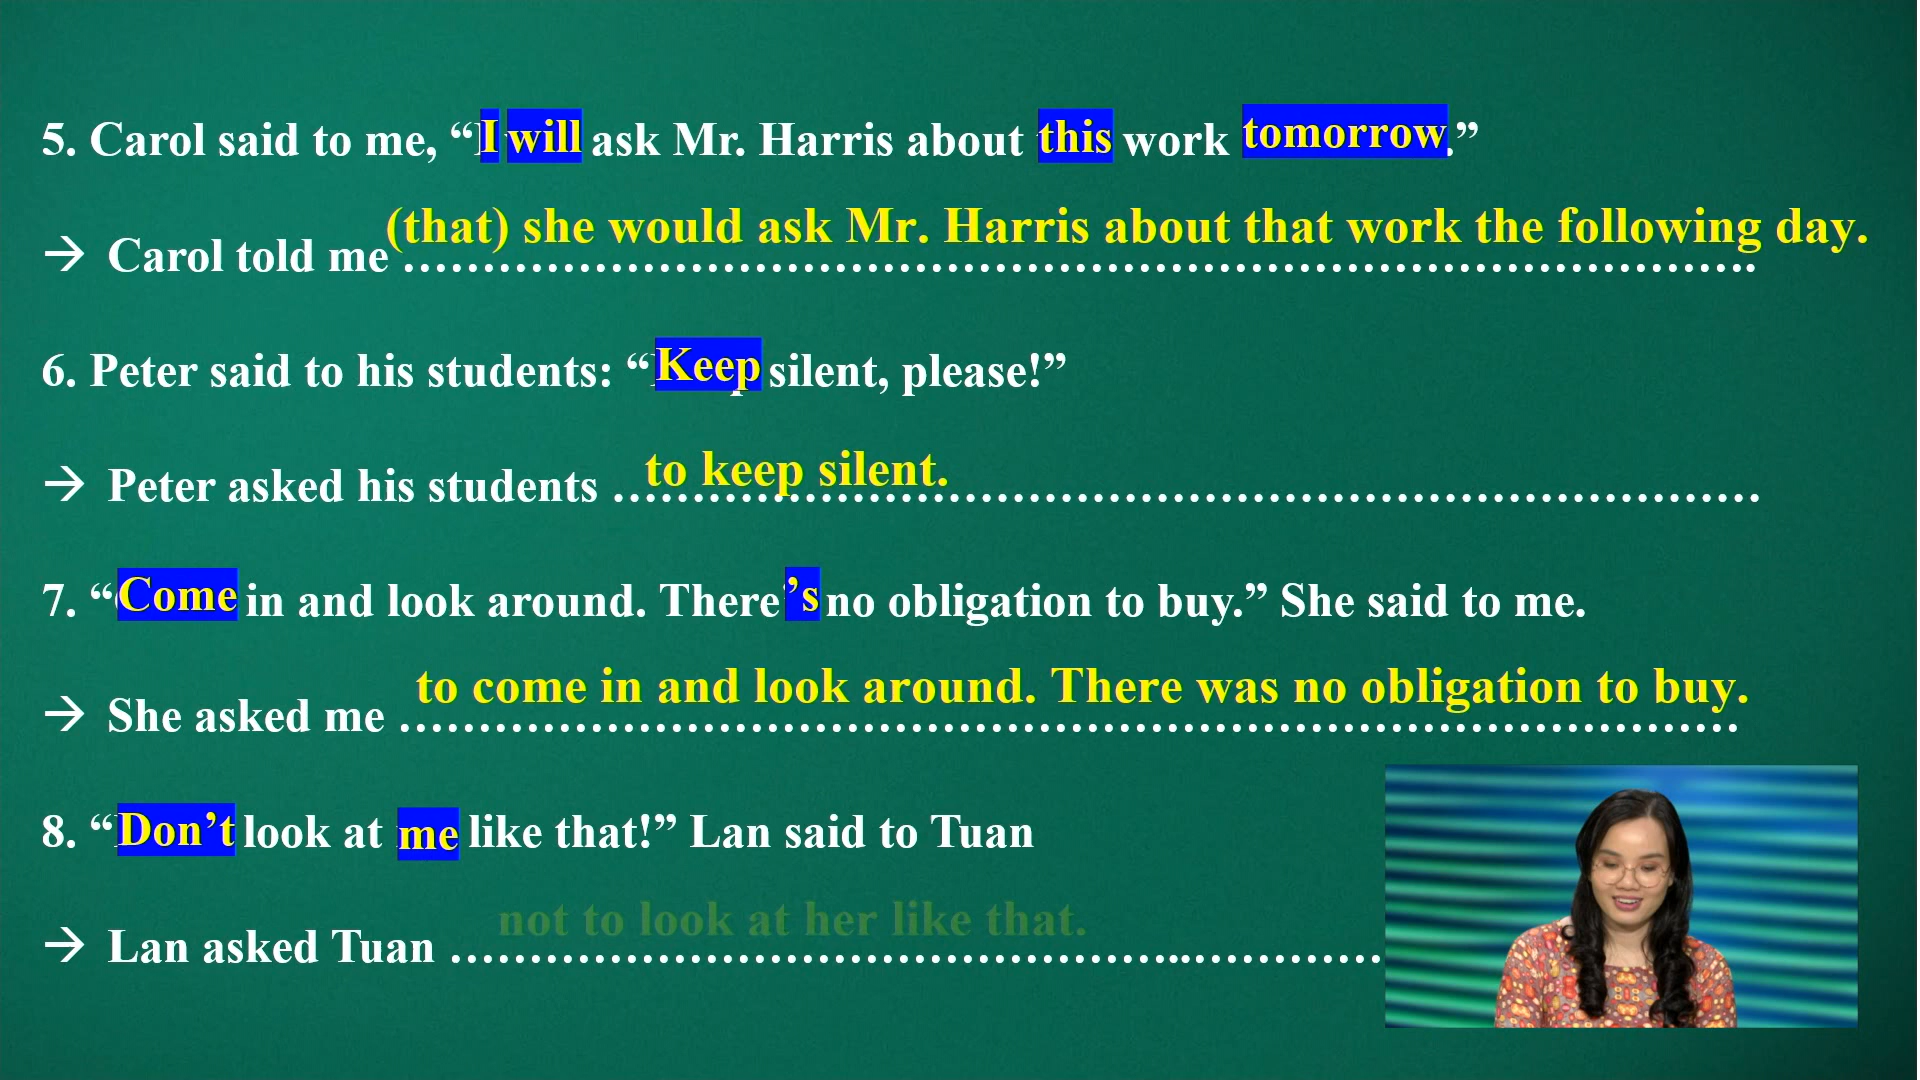 5. Carol said to me, “I will ask Mr. Harris about this work tomorrow.”
(that) she would ask Mr. Harris about that work the following day.
→ Carol told me ……………………………………………………………………….
6. Peter said to his students: “Keep silent, please!”
to keep silent.
→ Peter asked his students ………………………………………………………………
7. “Come in and look around. There’s no obligation to buy.” She said to me.
to come in and look around. There was no obligation to buy.
→ She asked me …………………………………………………………………………
8. “Don’t look at me like that!” Lan said to Tuan
not to look at her like that.
→ Lan asked Tuan ………………………………………..…………